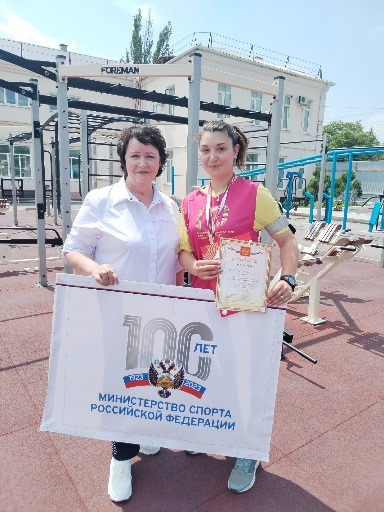 FOREMAN
100
ЛЕТ
1923
2023
МИНИСТЕРСТВО СПОРТА
РОССИЙСКОЙ ФЕДЕРАЦИИ